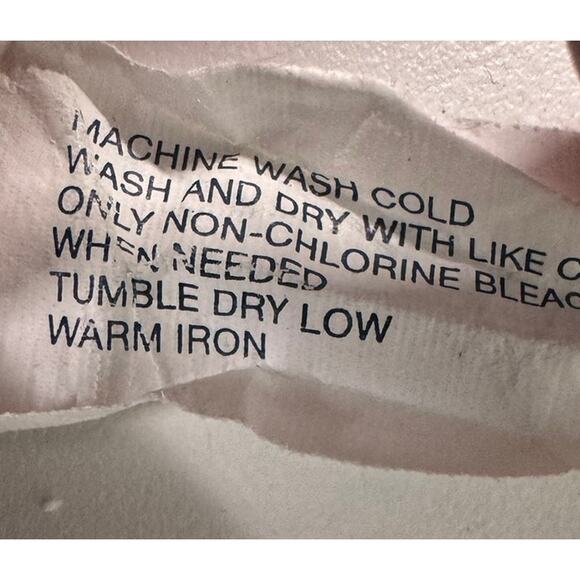 MACHINE WASH COLD
WASH AND DRY WITH LIKE
ONLY NON-CHLORINE
WHEN NEEDED
TUMBLE DRY LOW
WARM IRON